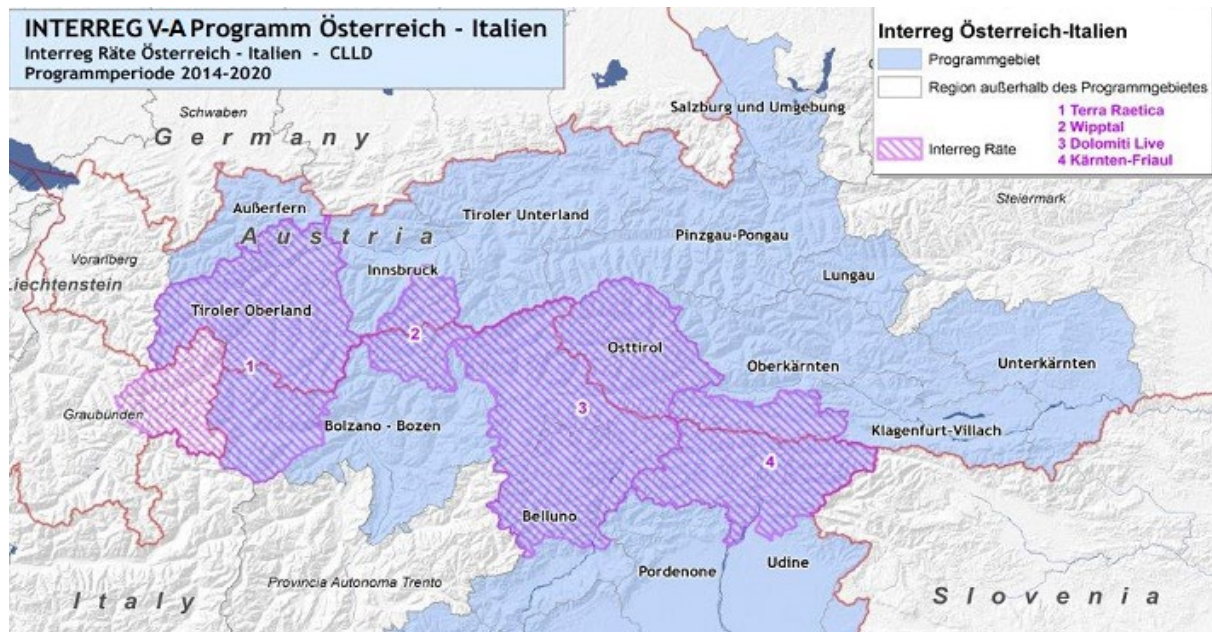 INTERREG V-A Programm Österreich - Italien
Interreg Räte Österreich - Italien - CLLD
Programmperiode 2014-2020
Interreg Österreich-Italien
Programmgebiet
Region außerhalb des Programmgebietes
Interreg Räte
1 Terra Raetica
2 Wipptal
3 Dolomiti Live
4 Kärnten-Friaul
Schwaben
Germany
Salzburg und Umgebung
Steiermark
Außerfern
Tiroler Unterland
Austria
Pinzgau-Pongau
Vorarlberg
Innsbruck
Lungau
Liechtenstein
Tiroler Oberland
2
Osttirol
1
Oberkärnten
Unterkärnten
3
Graubünden
Bolzano - Bozen
Klagenfurt-Villach
4
Belluno
Udine
Pordenone
Provincia Autonoma Trento
Italy
Slovenia